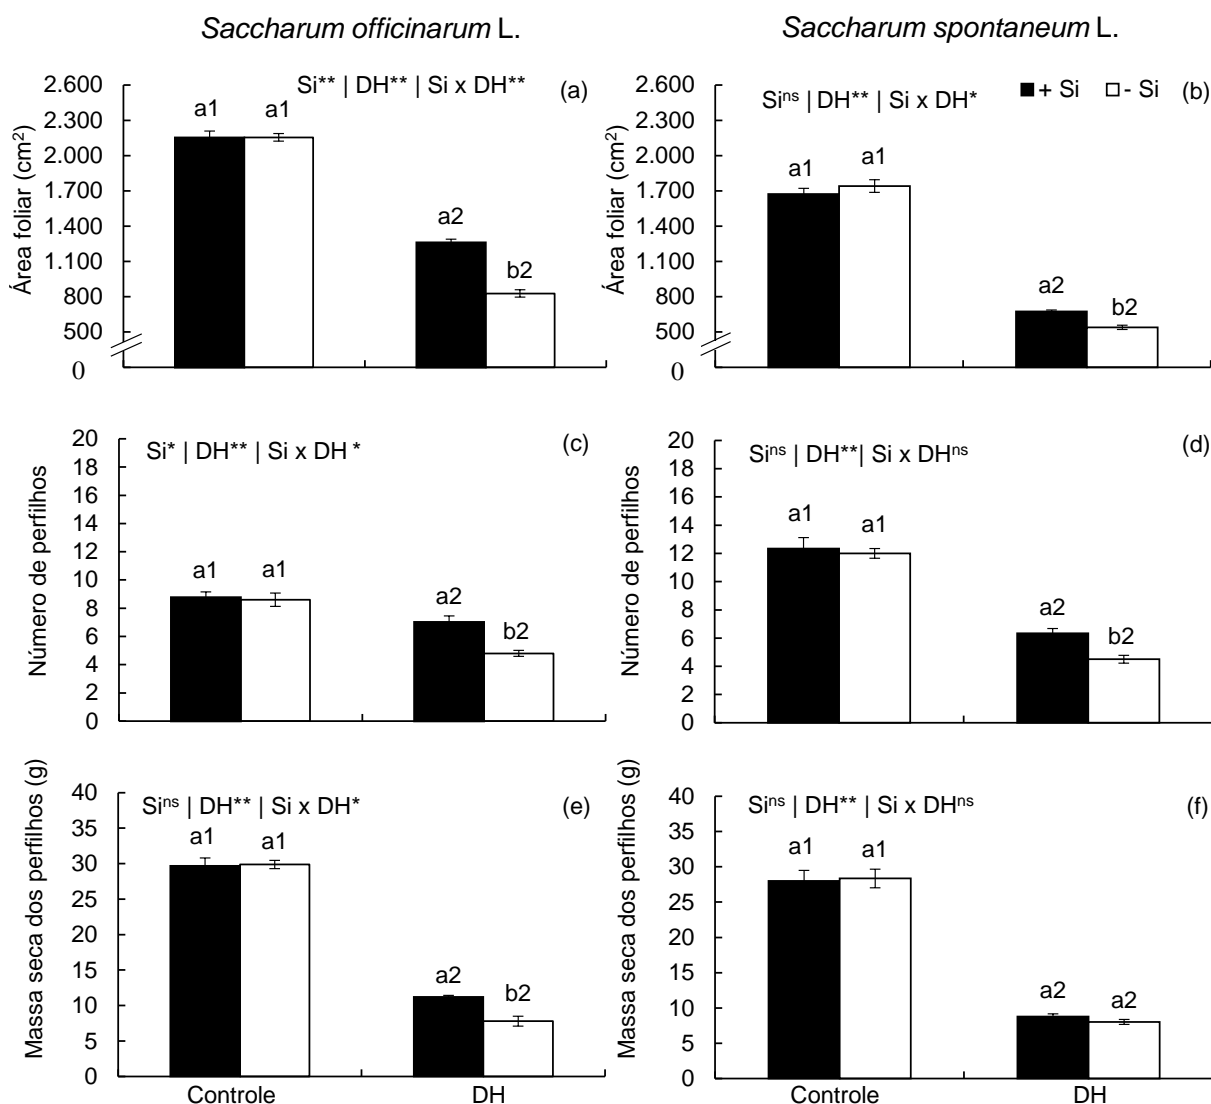 Saccharum officinarum L.
Saccharum spontaneum L.
Área foliar (cm²)
2.600
2.300
2.000
1.700
1.400
1.100
800
500
0
Si** | DH** | Si x DH**
(a)
a1 a1
a2
b2
Área foliar (cm²)
2.600
2.300
2.000
1.700
1.400
1.100
800
500
0
Siⁿˢ | DH** | Si x DH*
+ Si - Si
(b)
a1 a1
a2
b2
Número de perfilhos
20
18
16
14
12
10
8
6
4
2
0
Si* | DH** | Si x DH *
(c)
a1 a1
a2
b2
Número de perfilhos
20
18
16
14
12
10
8
6
4
2
0
Siⁿˢ | DH**| Si x DHⁿˢ
(d)
a1 a1
a2
b2
Massa seca dos perfilhos (g)
40
35
30
25
20
15
10
5
0
Siⁿˢ | DH** | Si x DH*
(e)
a1 a1
a2
b2
Controle DH
Massa seca dos perfilhos (g)
40
35
30
25
20
15
10
5
0
Siⁿˢ | DH** | Si x DHⁿˢ
(f)
a1 a1
a2 a2
Controle DH